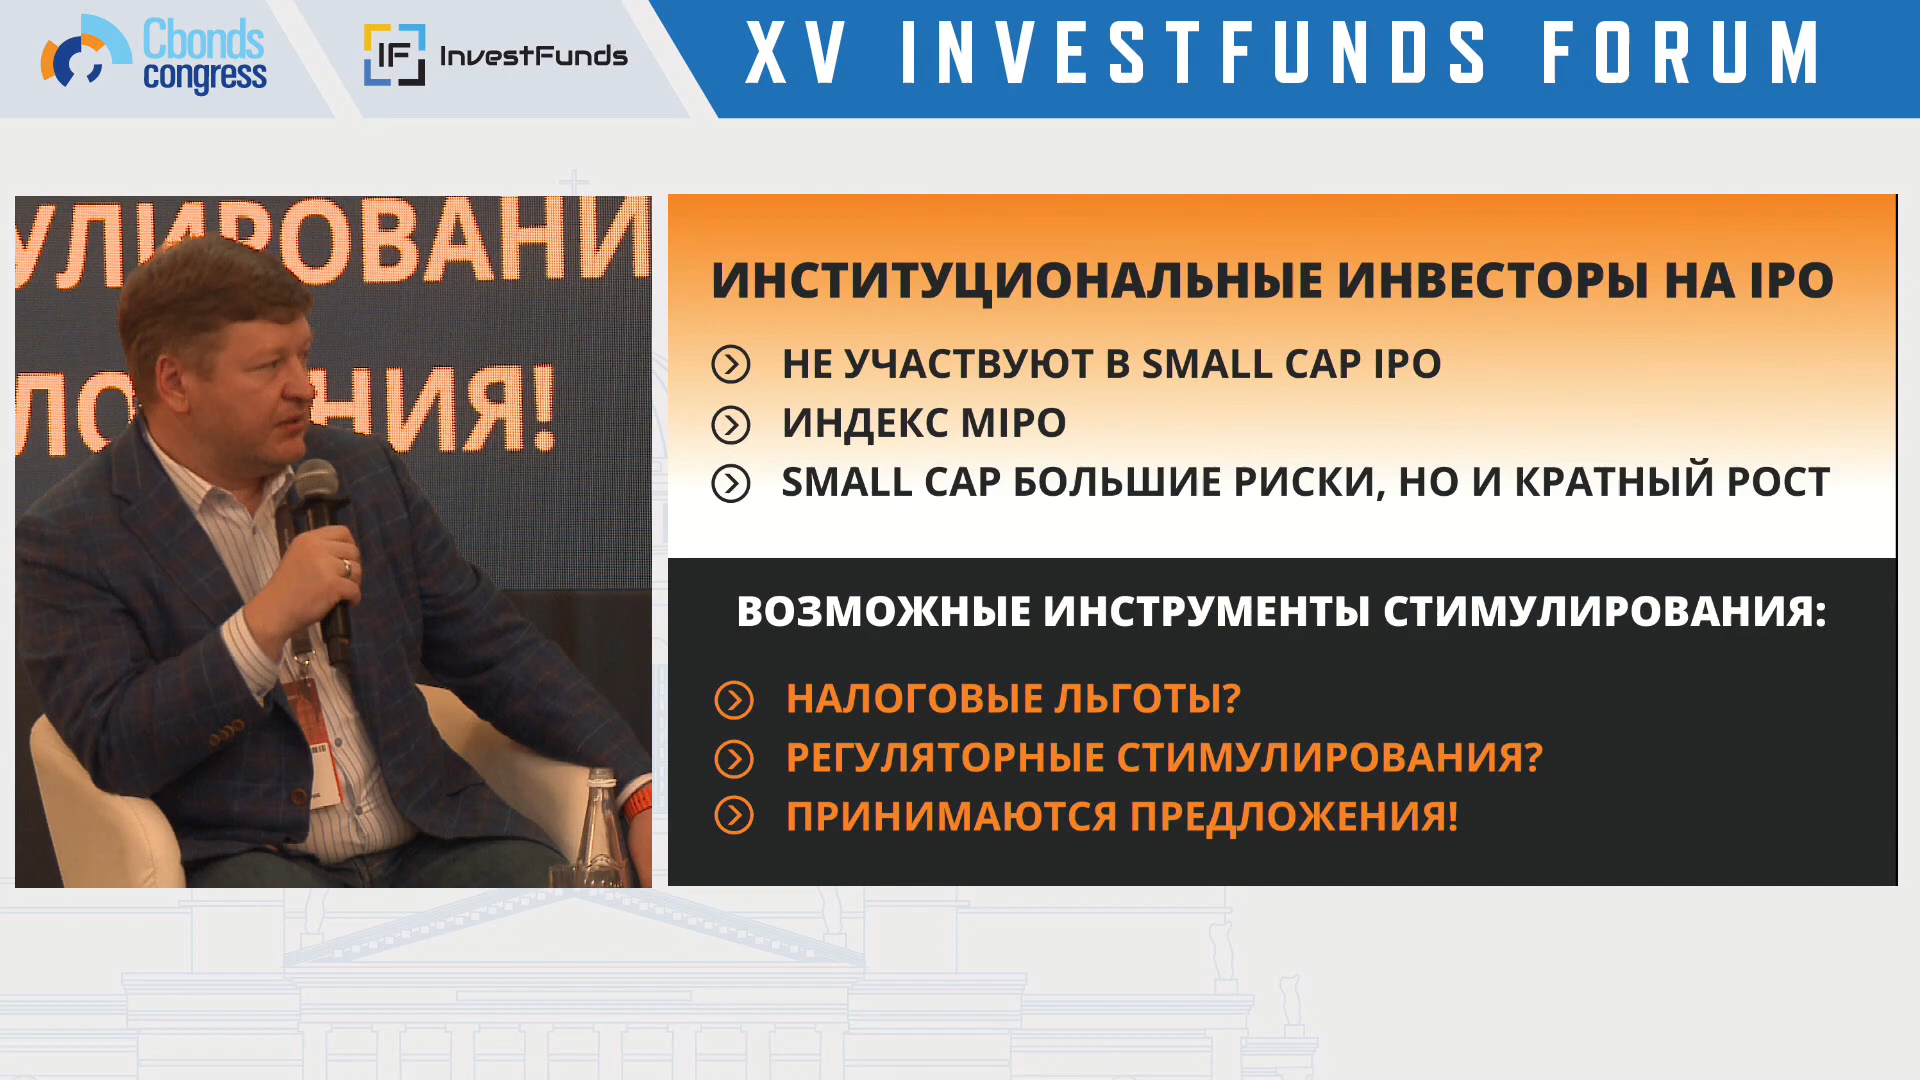 Cbonds
congress
IF InvestFunds
XV INVESTFUNDS FORUM
УЛИРОВАНИ
ЛО ЕНИЯ!
ИНСТИТУЦИОНАЛЬНЫЕ ИНВЕСТОРЫ НА IPO
НЕ УЧАСТВУЮТ В SMALL CAP IPO
ИНДЕКС MIPO
SMALL CAP БОЛЬШИЕ РИСКИ, НО И КРАТНЫЙ РОСТ
ВОЗМОЖНЫЕ ИНСТРУМЕНТЫ СТИМУЛИРОВАНИЯ:
НАЛОГОВЫЕ ЛЬГОТЫ?
РЕГУЛЯТОРНЫЕ СТИМУЛИРОВАНИЯ?
ПРИНИМАЮТСЯ ПРЕДЛОЖЕНИЯ!